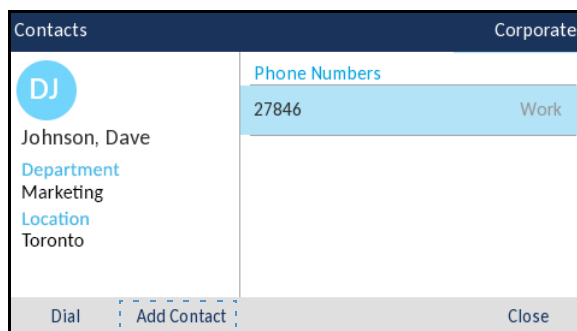 Contacts Corporate
DJ
Johnson, Dave
Department
Marketing
Location
Toronto
Phone Numbers
27846 Work
Dial Add Contact Close